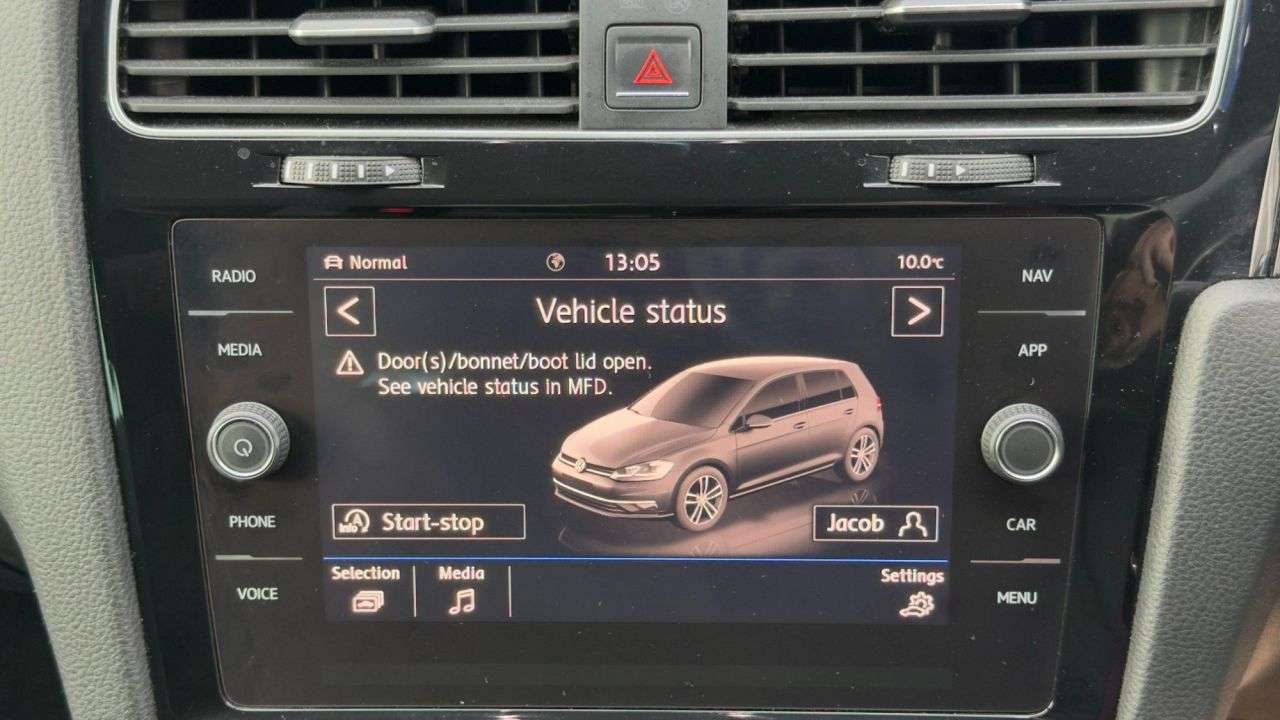 Normal 13:05 10.0°C
RADIO
NAV
< Vehicle status >
MEDIA
APP
Door(s)/bonnet/boot lid open.
See vehicle status in MFD.
PHONE
CAR
Info A Start-stop
Jacob
VOICE
MENU
Selection Media Settings